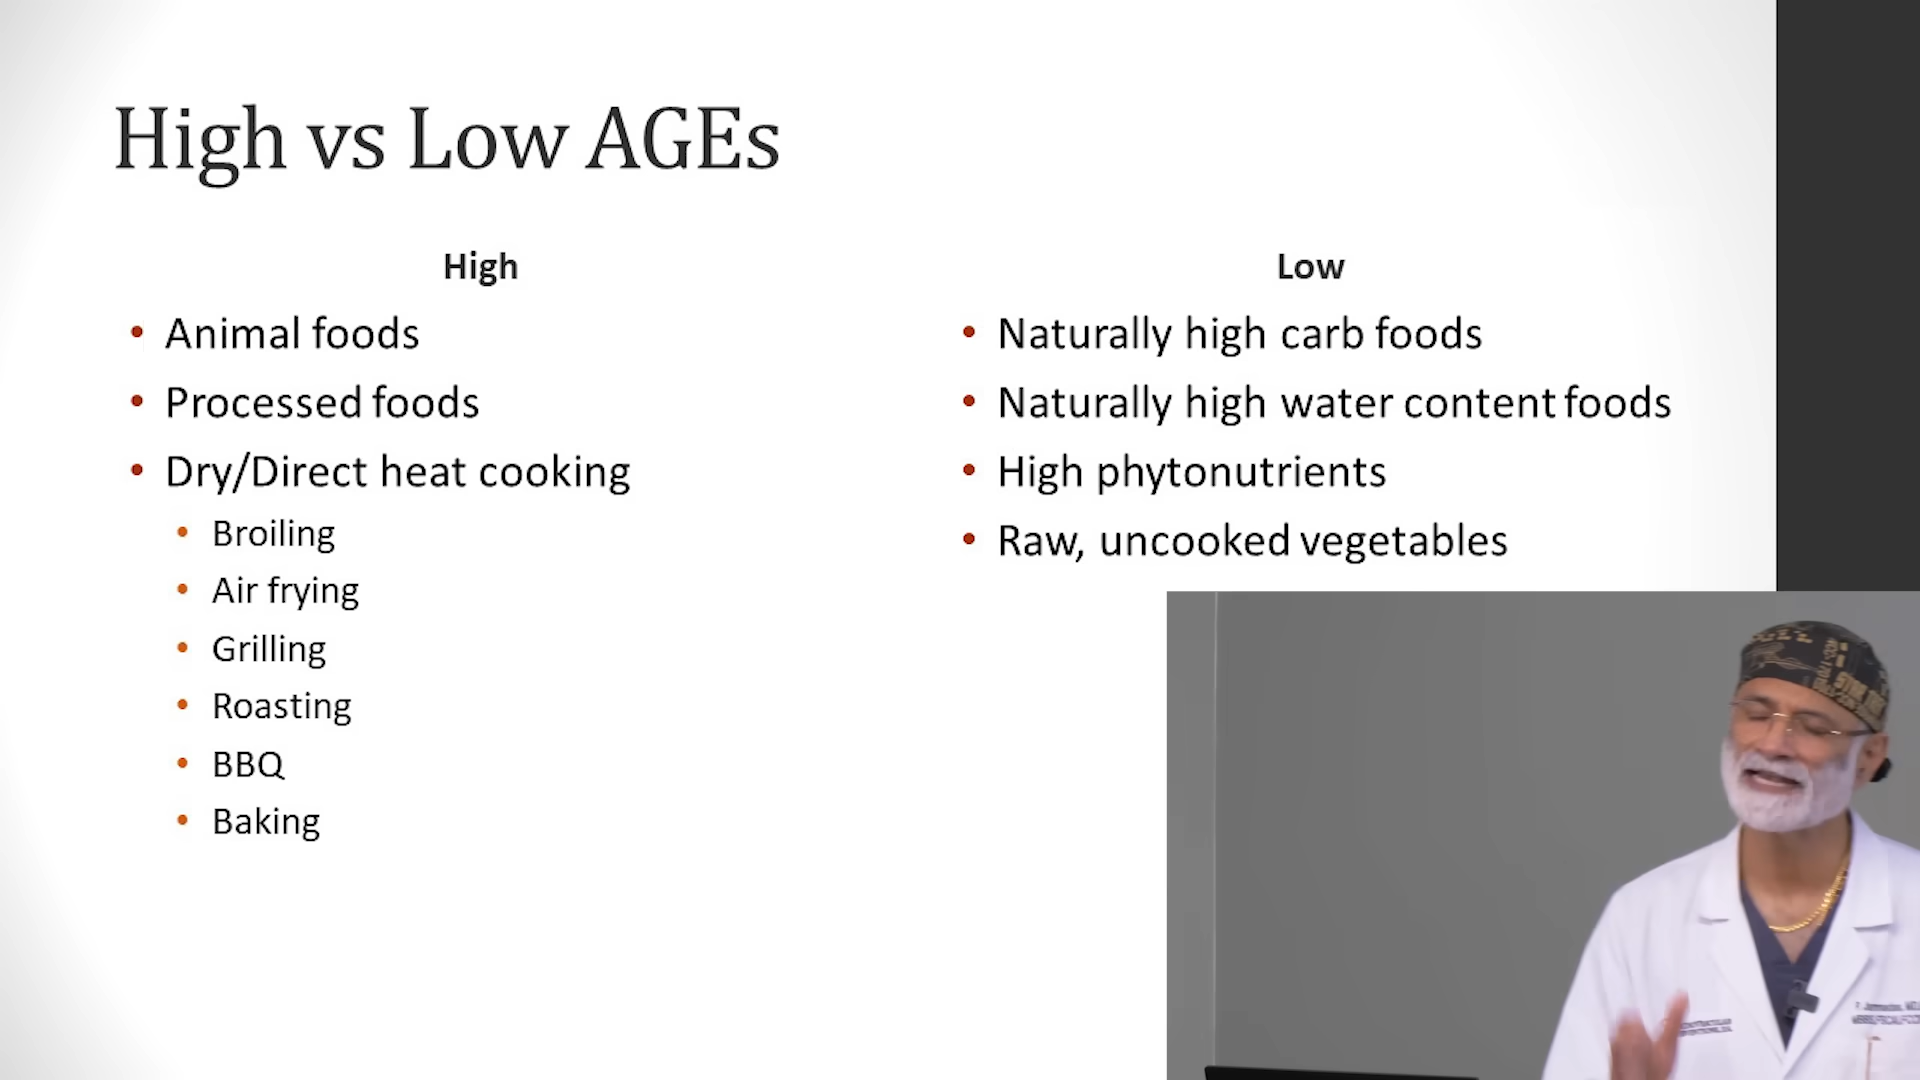 High vs Low AGEs
High
• Animal foods
• Processed foods
• Dry/Direct heat cooking
• Broiling
• Air frying
• Grilling
• Roasting
• BBQ
• Baking
Low
• Naturally high carb foods
• Naturally high water content foods
• High phytonutrients
• Raw, uncooked vegetables